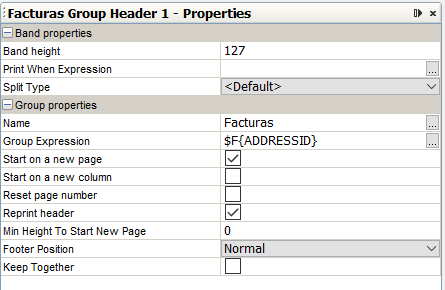 Facturas Group Header 1 - Properties
Band properties
Band height 127
Print When Expression ...
Split Type <Default>
Group properties
Name Facturas ...
Group Expression $F{ADDRESSID} ...
Start on a new page
Start on a new column
Reset page number
Reprint header
Min Height To Start New Page 0
Footer Position Normal
Keep Together